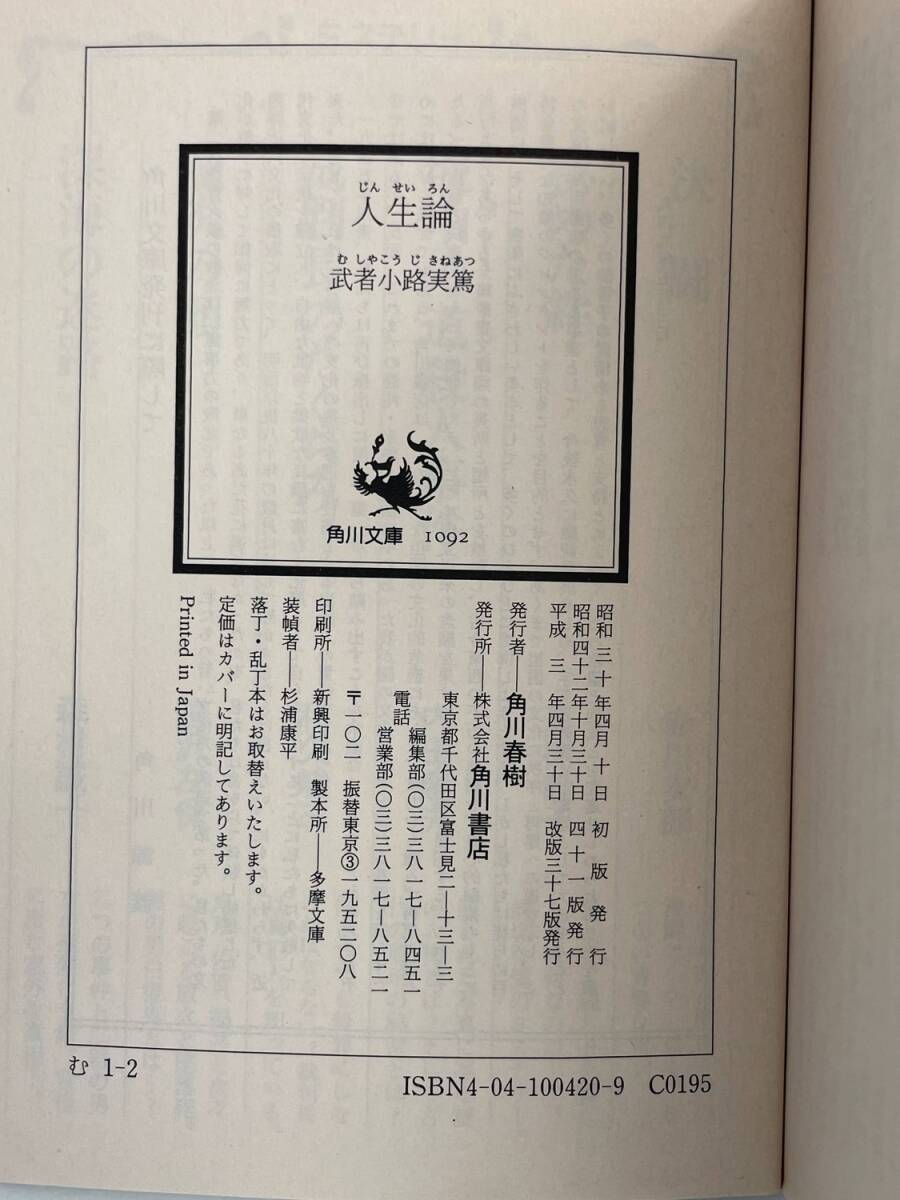 じんせいろん
人生論
むしやこうじさねあつ
武者小路実篤
角川文庫 1092
昭和三十年四月十日 初版発行
昭和四十二年十月三十日 四十一版発行
平成三年四月三十日 改版三十七版発行
発行者——角川春樹
発行所——株式会社角川書店
東京都千代田区富士見二—十三—三
電話 編集部(〇三)三八一七—八四五一
営業部(〇三)三八一七—八五二一
〒一〇二 振替東京③一九五二〇八
印刷所——新興印刷 製本所——多摩文庫
装幀者——杉浦康平
落丁・乱丁本はお取替えいたします。
定価はカバーに明記してあります。
Printed in Japan
む 1-2
ISBN4-04-100420-9 C0195